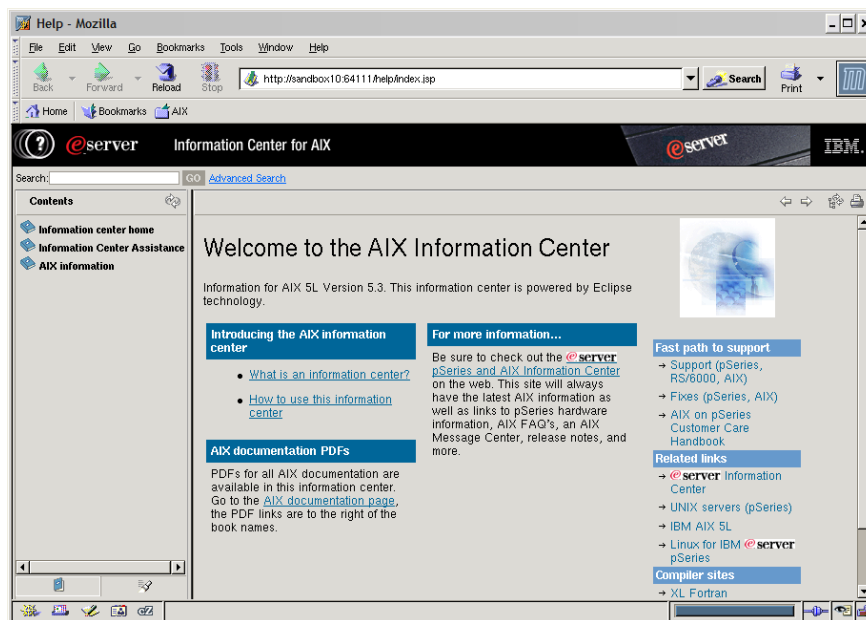 Help - Mozilla
File Edit View Go Bookmarks Tools Window Help
Back Forward Reload Stop http://sandbox10:64111/help/index.jsp Search Print
Home Bookmarks AIX
(?) @server Information Center for AIX @server IBM.
Search: GO Advanced Search
Contents
Information center home
Information Center Assistance
AIX information
Welcome to the AIX Information Center
Information for AIX 5L Version 5.3. This information center is powered by Eclipse
technology.
Introducing the AIX information
center
• What is an information center?
• How to use this information
center
AIX documentation PDFs
PDFs for all AIX documentation are
available in this information center.
Go to the AIX documentation page,
the PDF links are to the right of the
book names.
For more information...
Be sure to check out the @server
pSeries and AIX Information Center
on the web. This site will always
have the latest AIX information as
well as links to pSeries hardware
information, AIX FAQ's, an AIX
Message Center, release notes, and
more.
Fast path to support
→ Support (pSeries,
RS/6000, AIX)
→ Fixes (pSeries, AIX)
→ AIX on pSeries
Customer Care
Handbook
Related links
→ @server Information
Center
→ UNIX servers (pSeries)
→ IBM AIX 5L
→ Linux for IBM @server
pSeries
Compiler sites
→ XL Fortran